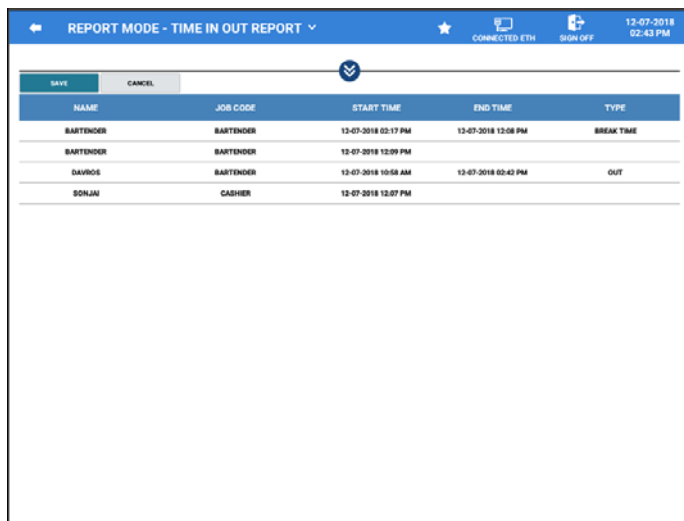 REPORT MODE - TIME IN OUT REPORT
CONNECTED ETH
SIGN OFF
12-07-2018
02:43 PM
SAVE CANCEL
NAME JOB CODE START TIME END TIME TYPE
BARTENDER BARTENDER 12-07-2018 02:17 PM 12-07-2018 12:08 PM BREAK TIME
BARTENDER BARTENDER 12-07-2018 12:09 PM
DAVROS BARTENDER 12-07-2018 10:58 AM 12-07-2018 02:42 PM OUT
SONJAI CASHIER 12-07-2018 12:07 PM